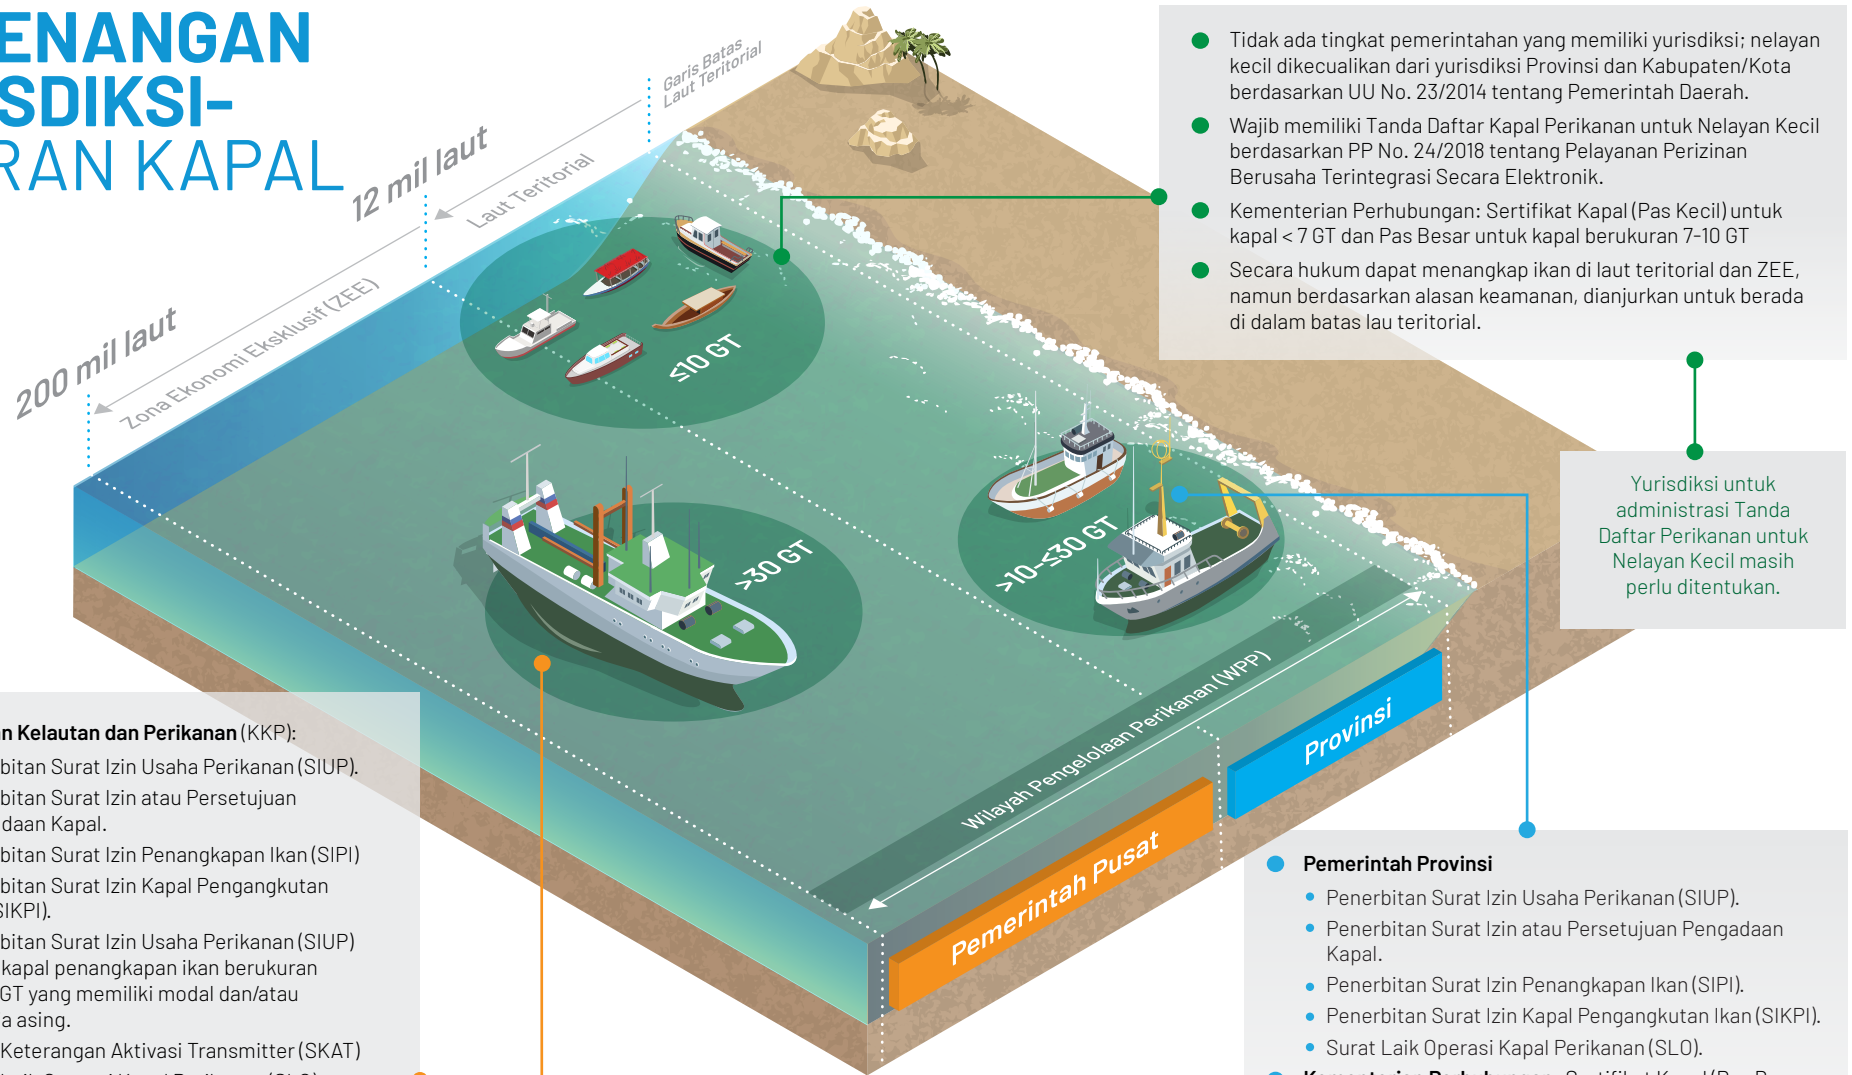 ENANGAN
SDIKSI-
RAN KAPAL
Garis Batas
Laut Teritorial
12 mil laut
Laut Teritorial
200 mil laut
Zona Ekonomi Eksklusif (ZEE)
≤10 GT
>10-≤30 GT
>30 GT
Wilayah Pengelolaan Perikanan (WPP)
Provinsi
Pemerintah Pusat
Tidak ada tingkat pemerintahan yang memiliki yurisdiksi; nelayan
kecil dikecualikan dari yurisdiksi Provinsi dan Kabupaten/Kota
berdasarkan UU No. 23/2014 tentang Pemerintah Daerah.
Wajib memiliki Tanda Daftar Kapal Perikanan untuk Nelayan Kecil
berdasarkan PP No. 24/2018 tentang Pelayanan Perizinan
Berusaha Terintegrasi Secara Elektronik.
Kementerian Perhubungan: Sertifikat Kapal (Pas Kecil) untuk
kapal < 7 GT dan Pas Besar untuk kapal berukuran 7-10 GT
Secara hukum dapat menangkap ikan di laut teritorial dan ZEE,
namun berdasarkan alasan keamanan, dianjurkan untuk berada
di dalam batas lau teritorial.
Yurisdiksi untuk
administrasi Tanda
Daftar Perikanan untuk
Nelayan Kecil masih
perlu ditentukan.
an Kelautan dan Perikanan (KKP):
bitan Surat Izin Usaha Perikanan (SIUP).
bitan Surat Izin atau Persetujuan
daan Kapal.
bitan Surat Izin Penangkapan Ikan (SIPI)
bitan Surat Izin Kapal Pengangkutan
SIKPI).
bitan Surat Izin Usaha Perikanan (SIUP)
kapal penangkapan ikan berukuran
GT yang memiliki modal dan/atau
a asing.
Keterangan Aktivasi Transmitter (SKAT)
Pemerintah Provinsi
Penerbitan Surat Izin Usaha Perikanan (SIUP).
Penerbitan Surat Izin atau Persetujuan Pengadaan
Kapal.
Penerbitan Surat Izin Penangkapan Ikan (SIPI).
Penerbitan Surat Izin Kapal Pengangkutan Ikan (SIKPI).
Surat Laik Operasi Kapal Perikanan (SLO).
Kementerian Perhubungan: Sertifikat Kapal (Pas Besar